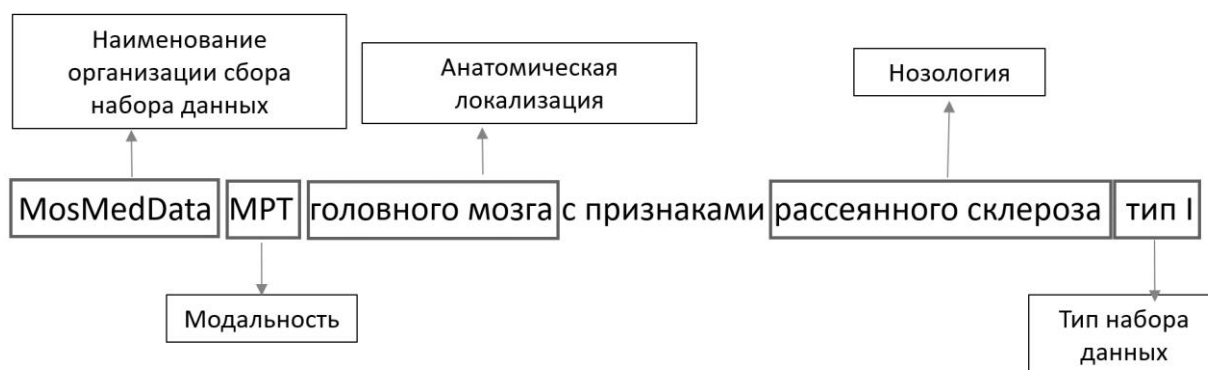 Наименование
организации сбора
набора данных
Анатомическая
локализация
Нозология
MosMedData МРТ головного мозга с признаками рассеянного склероза тип I
Модальность
Тип набора
данных